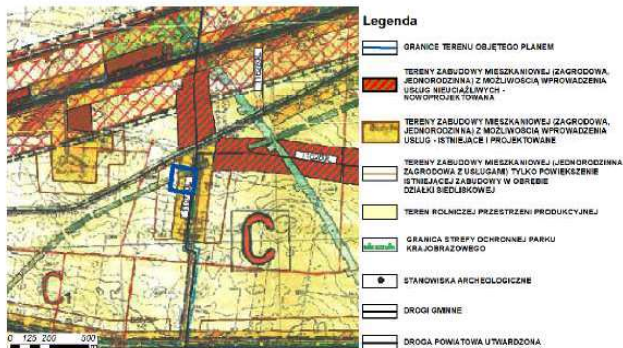 Legenda
GRANICE TERENU OBJĘTEGO PLANEM
TERENY ZABUDOWY MIESZKANIOWEJ (ZAGRODOWA,
JEDNORODZINNA) Z MOŻLIWOŚCIĄ WPROWADZENIA
USŁUG NIEUCIĄŻLIWYCH -
NOWOPROJEKTOWANA
TERENY ZABUDOWY MIESZKANIOWEJ (ZAGRODOWA,
JEDNORODZINNA) Z MOŻLIWOŚCIĄ WPROWADZENIA
USŁUG - ISTNIEJĄCE I PROJEKTOWANE
TERENY ZABUDOWY MIESZKANIOWEJ (JEDNORODZINNA
ZAGRODOWA Z USŁUGAMI) TYLKO POWIĘKSZENIE
ISTNIEJĄCEJ ZABUDOWY W OBRĘBIE
DZIAŁKI SIEDLISKOWEJ
TEREN ROLNICZEJ PRZESTRZENI PRODUKCYJNEJ
GRANICA STREFY OCHRONNEJ PARKU
KRAJOBRAZOWEGO
STANOWISKA ARCHEOLOGICZNE
DROGI GMINNE
DROGA POWIATOWA UTWARDZONA
C
C1
0 125 250 500